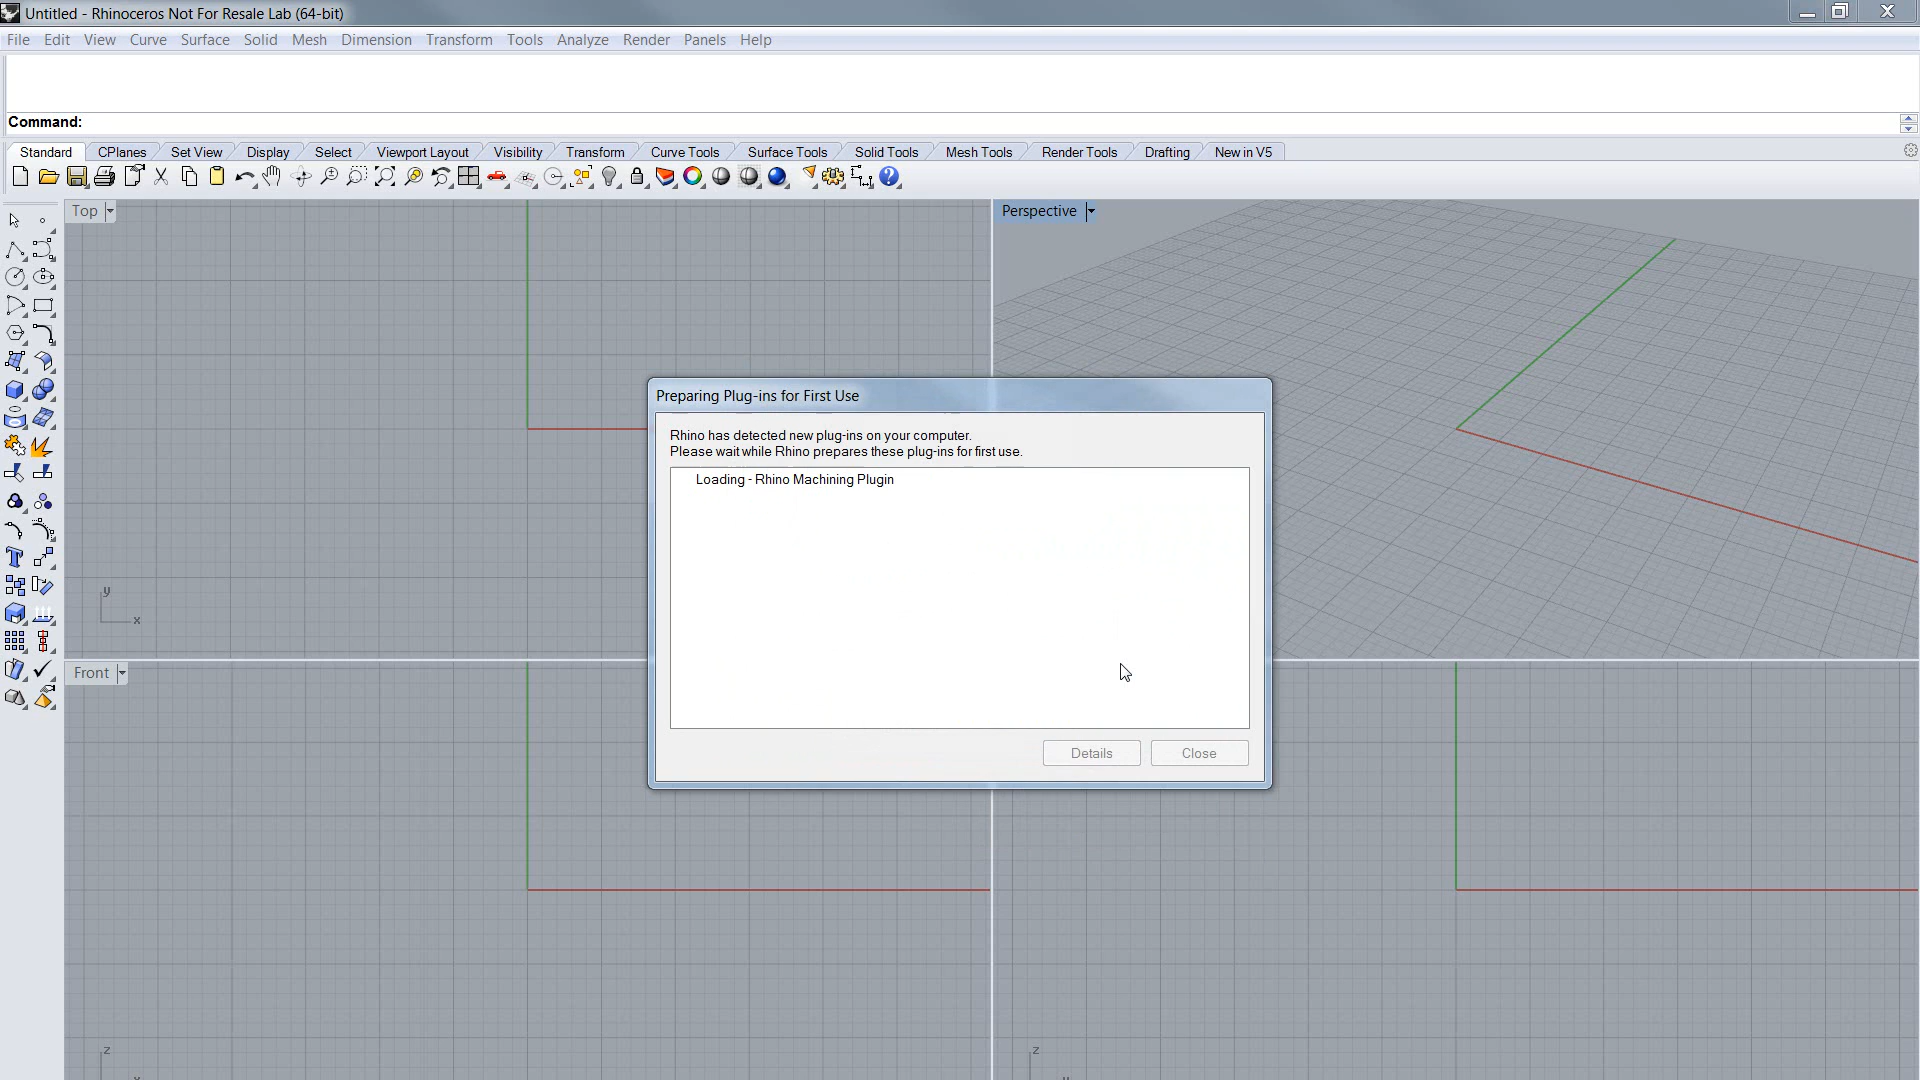 Untitled - Rhinoceros Not For Resale Lab (64-bit)
File Edit View Curve Surface Solid Mesh Dimension Transform Tools Analyze Render Panels Help
Command:
Standard CPlanes Set View Display Select Viewport Layout Visibility Transform Curve Tools Surface Tools Solid Tools Mesh Tools Render Tools Drafting New in V5
Top
Perspective
Preparing Plug-ins for First Use
Rhino has detected new plug-ins on your computer.
Please wait while Rhino prepares these plug-ins for first use.
Loading - Rhino Machining Plugin
y
x
Front
Details Close
z
z